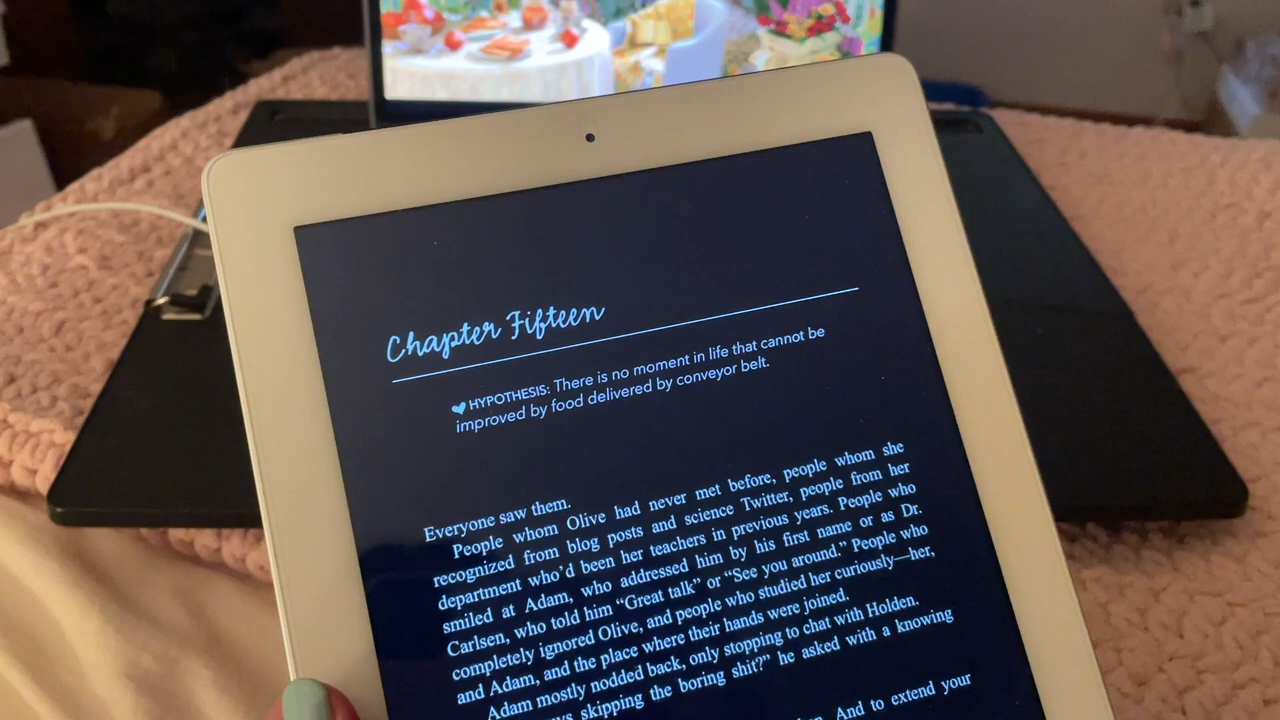 Chapter Fifteen
HYPOTHESIS: There is no moment in life that cannot be
improved by food delivered by conveyor belt.
Everyone saw them.
People whom Olive had never met before, people whom she
recognized from blog posts and science Twitter, people from her
department who’d been her teachers in previous years. People who
smiled at Adam, who addressed him by his first name or as Dr.
Carlsen, who told him “Great talk” or “See you around.” People who
completely ignored Olive, and people who studied her curiously—her,
and Adam, and the place where their hands were joined.
Adam mostly nodded back, only stopping to chat with Holden.
skipping the boring shit?” he asked with a knowing
And to extend your